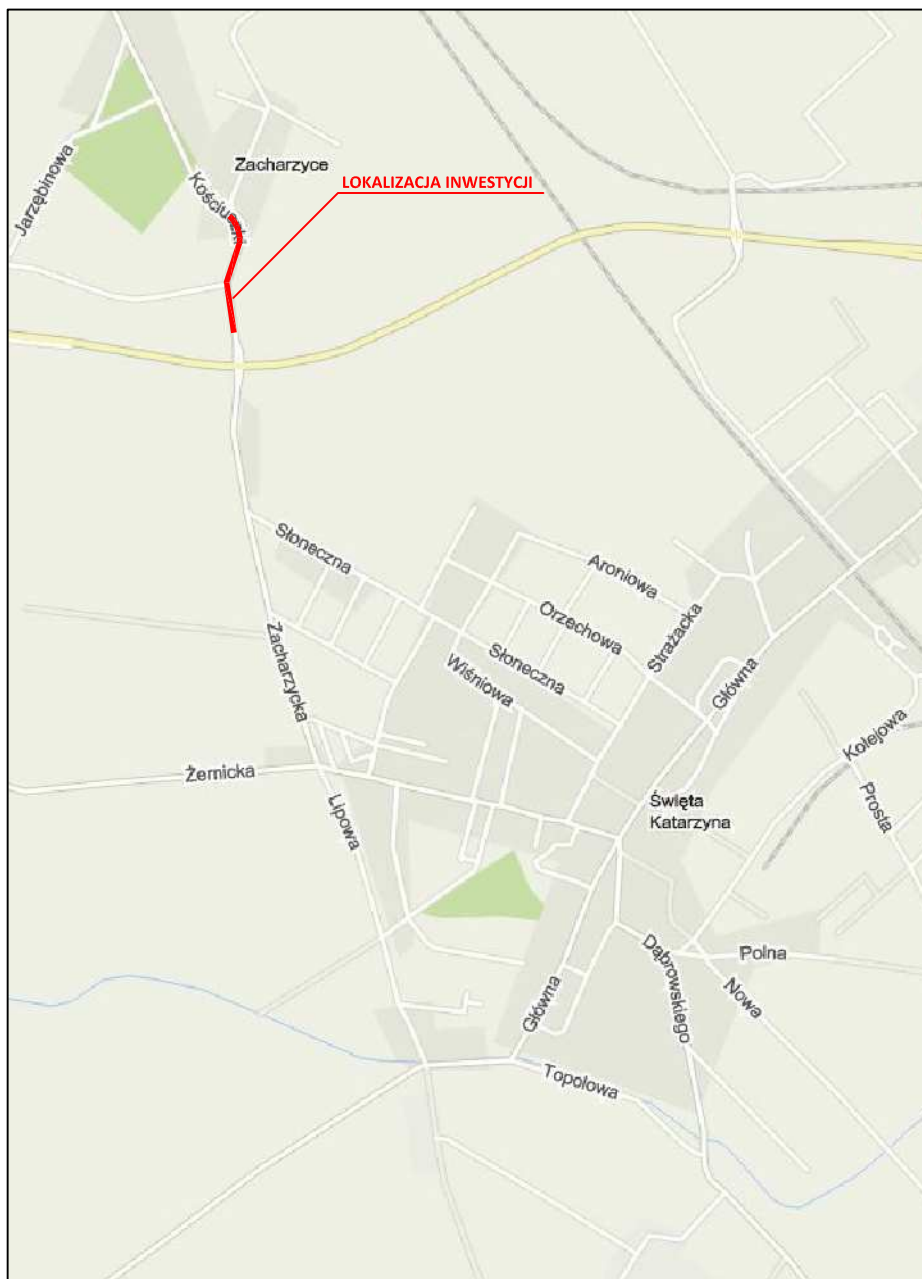 Zacharzyce
LOKALIZACJA INWESTYCJI
Jarzębinowa
Kościuszki
Słoneczna
Aroniowa
Orzechowa
Strażacka
Słoneczna
Wiśniowa
Główna
Zacharzycka
Kolejowa
Żernicka
Prosta
Lipowa
Święta
Katarzyna
Polna
Dąbrowskiego
Nowa
Główna
Topolowa